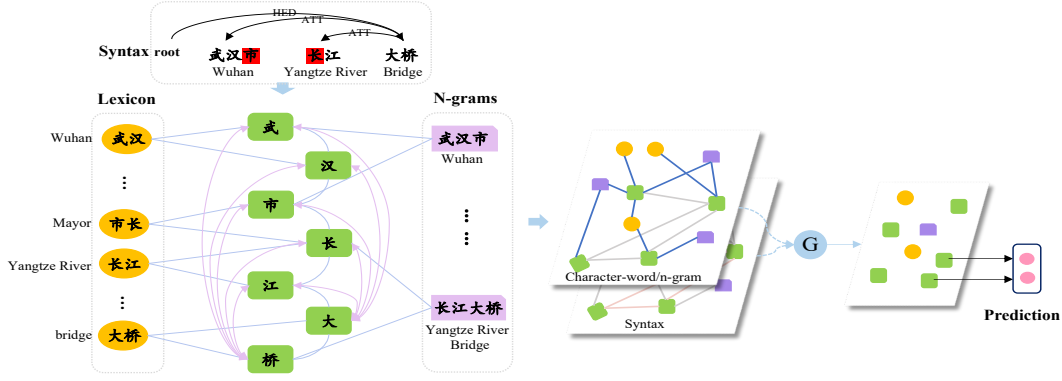 HED
ATT
ATT
Syntax root 武汉市 长江 大桥
Wuhan Yangtze River Bridge
Lexicon
N-grams
Wuhan 武汉
⋮
Mayor 市长
Yangtze River 长江
⋮
bridge 大桥
武
汉
市
长
江
大
桥
武汉市
Wuhan
⋮
⋮
长江大桥
Yangtze River
Bridge
Character-word/n-gram
Syntax
G
Prediction